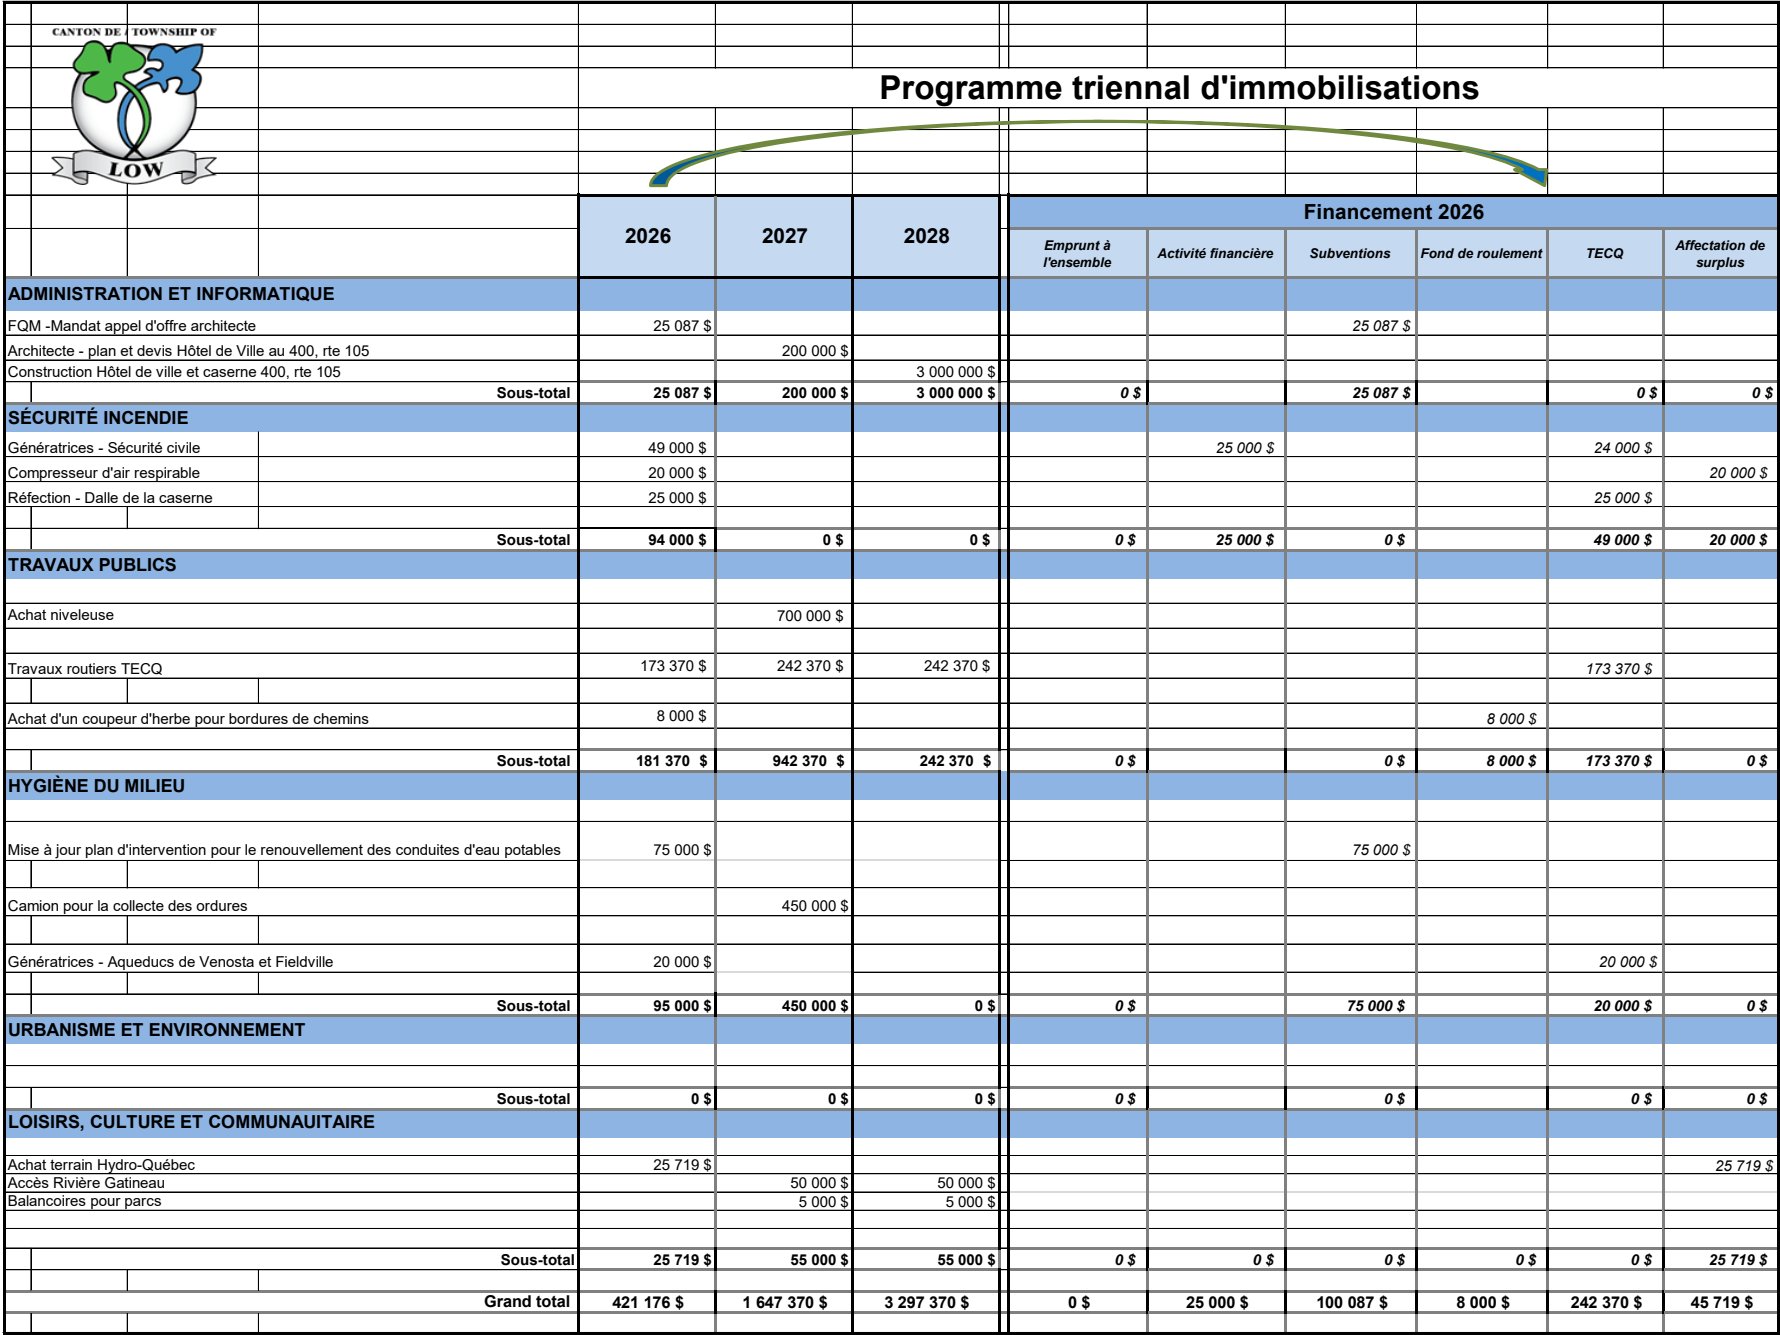 CANTON DE / TOWNSHIP OF
LOW
Programme triennal d'immobilisations
2026 2027 2028 Financement 2026
Emprunt à l'ensemble Activité financière Subventions Fond de roulement TECQ Affectation de surplus
ADMINISTRATION ET INFORMATIQUE
FQM -Mandat appel d'offre architecte 25 087 $ 25 087 $
Architecte - plan et devis Hôtel de Ville au 400, rte 105 200 000 $
Construction Hôtel de ville et caserne 400, rte 105 3 000 000 $
Sous-total 25 087 $ 200 000 $ 3 000 000 $ 0 $ 25 087 $ 0 $ 0 $
SÉCURITÉ INCENDIE
Génératrices - Sécurité civile 49 000 $ 25 000 $ 24 000 $
Compresseur d'air respirable 20 000 $ 20 000 $
Réfection - Dalle de la caserne 25 000 $ 25 000 $
Sous-total 94 000 $ 0 $ 0 $ 0 $ 25 000 $ 0 $ 49 000 $ 20 000 $
TRAVAUX PUBLICS
Achat niveleuse 700 000 $
Travaux routiers TECQ 173 370 $ 242 370 $ 242 370 $ 173 370 $
Achat d'un coupeur d'herbe pour bordures de chemins 8 000 $ 8 000 $
Sous-total 181 370 $ 942 370 $ 242 370 $ 0 $ 0 $ 8 000 $ 173 370 $ 0 $
HYGIÈNE DU MILIEU
Mise à jour plan d'intervention pour le renouvellement des conduites d'eau potables 75 000 $ 75 000 $
Camion pour la collecte des ordures 450 000 $
Génératrices - Aqueducs de Venosta et Fieldville 20 000 $ 20 000 $
Sous-total 95 000 $ 450 000 $ 0 $ 0 $ 75 000 $ 20 000 $ 0 $
URBANISME ET ENVIRONNEMENT
Sous-total 0 $ 0 $ 0 $ 0 $ 0 $ 0 $ 0 $
LOISIRS, CULTURE ET COMMUNAUITAIRE
Achat terrain Hydro-Québec 25 719 $ 25 719 $
Accès Rivière Gatineau 50 000 $ 50 000 $
Balancoires pour parcs 5 000 $ 5 000 $
Sous-total 25 719 $ 55 000 $ 55 000 $ 0 $ 0 $ 0 $ 0 $ 0 $ 25 719 $
Grand total 421 176 $ 1 647 370 $ 3 297 370 $ 0 $ 25 000 $ 100 087 $ 8 000 $ 242 370 $ 45 719 $